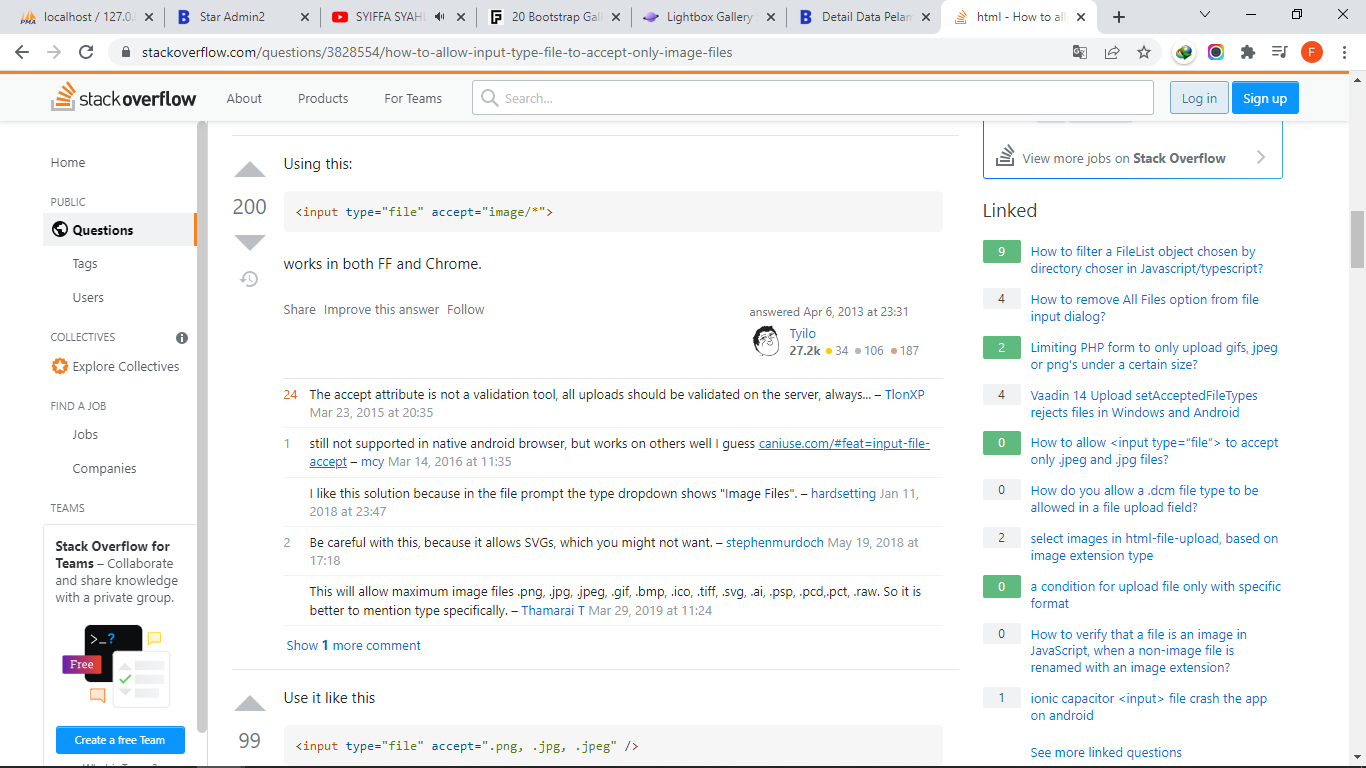 localhost / 127.0.
Star Admin2
SYIFFA SYAHL
20 Bootstrap Gal
Lightbox Gallery
Detail Data Pelan
html - How to all
stackoverflow.com/questions/3828554/how-to-allow-input-type-file-to-accept-only-image-files
F
stack overflow
About
Products
For Teams
Search...
Log in
Sign up
Home
PUBLIC
Questions
Tags
Users
COLLECTIVES
Explore Collectives
FIND A JOB
Jobs
Companies
TEAMS
Stack Overflow for
Teams – Collaborate
and share knowledge
with a private group.
>_?
Free
Create a free Team
Using this:
200
<input type="file" accept="image/*">
works in both FF and Chrome.
Share Improve this answer Follow
answered Apr 6, 2013 at 23:31
Tyilo
27.2k 34 106 187
24 The accept attribute is not a validation tool, all uploads should be validated on the server, always... – TlonXP
Mar 23, 2015 at 20:35
1 still not supported in native android browser, but works on others well I guess caniuse.com/#feat=input-file-
accept – mcy Mar 14, 2016 at 11:35
I like this solution because in the file prompt the type dropdown shows "Image Files". – hardsetting Jan 11,
2018 at 23:47
2 Be careful with this, because it allows SVGs, which you might not want. – stephenmurdoch May 19, 2018 at
17:18
This will allow maximum image files .png, .jpg, .jpeg, .gif, .bmp, .ico, .tiff, .svg, .ai, .psp, .pcd,.pct, .raw. So it is
better to mention type specifically. – Thamarai T Mar 29, 2019 at 11:24
Show 1 more comment
Use it like this
99
<input type="file" accept=".png, .jpg, .jpeg" />
View more jobs on Stack Overflow
Linked
9 How to filter a FileList object chosen by
directory choser in Javascript/typescript?
4 How to remove All Files option from file
input dialog?
2 Limiting PHP form to only upload gifs, jpeg
or png's under a certain size?
4 Vaadin 14 Upload setAcceptedFileTypes
rejects files in Windows and Android
0 How to allow <input type="file"> to accept
only .jpeg and .jpg files?
0 How do you allow a .dcm file type to be
allowed in a file upload field?
2 select images in html-file-upload, based on
image extension type
0 a condition for upload file only with specific
format
0 How to verify that a file is an image in
JavaScript, when a non-image file is
renamed with an image extension?
1 ionic capacitor <input> file crash the app
on android
See more linked questions